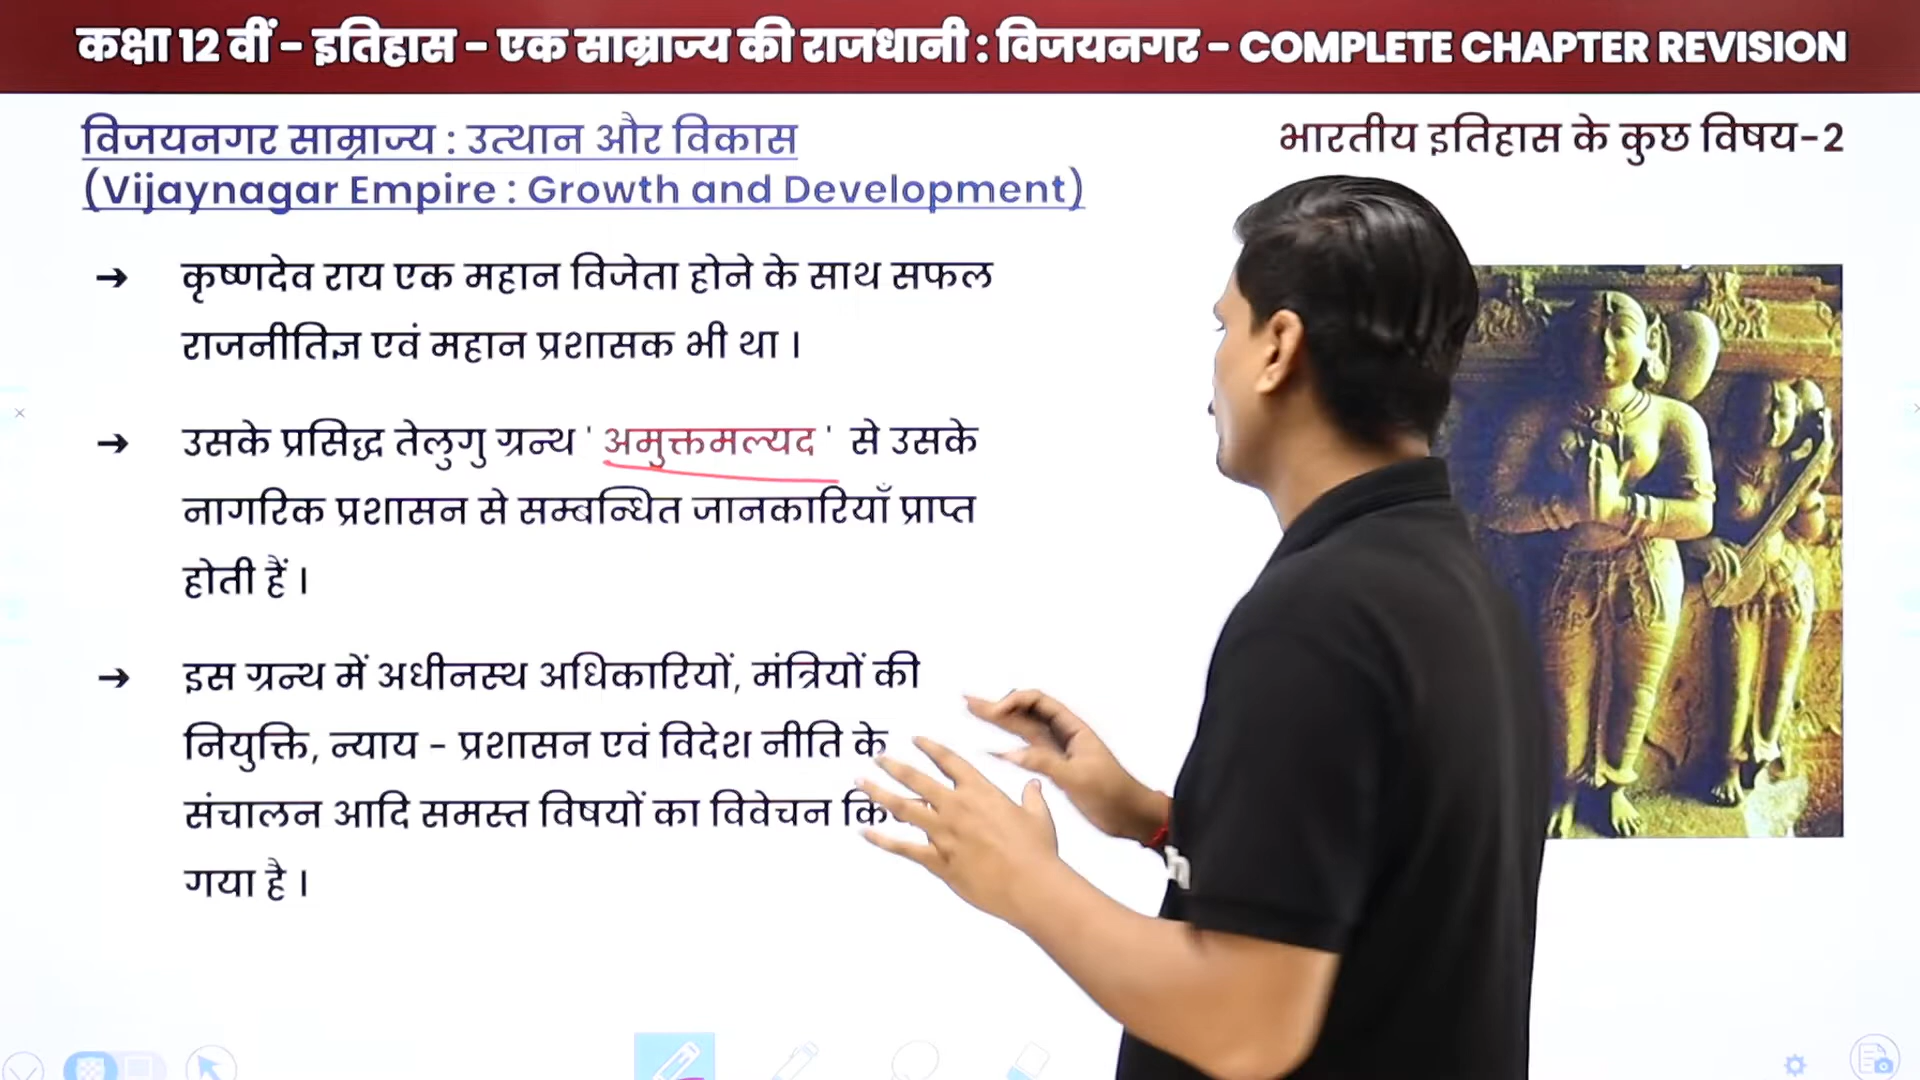 कक्षा 12 वीं - इतिहास - एक साम्राज्य की राजधानी : विजयनगर - COMPLETE CHAPTER REVISION
विजयनगर साम्राज्य : उत्थान और विकास
(Vijaynagar Empire : Growth and Development)
भारतीय इतिहास के कुछ विषय-2
➔ कृष्णदेव राय एक महान विजेता होने के साथ सफल
राजनीतिज्ञ एवं महान प्रशासक भी था ।
➔ उसके प्रसिद्ध तेलुगु ग्रन्थ ' अमुक्तमल्यद ' से उसके
नागरिक प्रशासन से सम्बन्धित जानकारियाँ प्राप्त
होती हैं ।
➔ इस ग्रन्थ में अधीनस्थ अधिकारियों, मंत्रियों की
नियुक्ति, न्याय - प्रशासन एवं विदेश नीति के
संचालन आदि समस्त विषयों का विवेचन
गया है ।